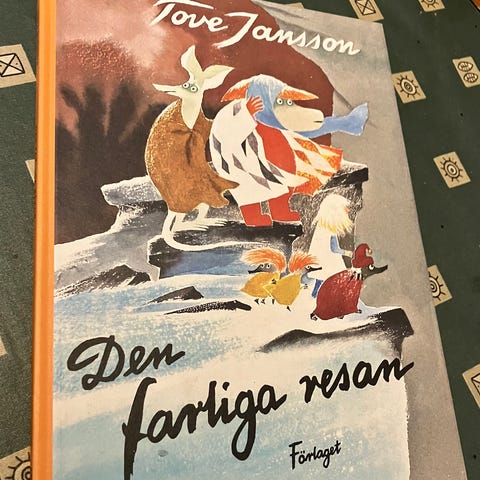 Tove Jansson
Den
farliga resan
Förlaget